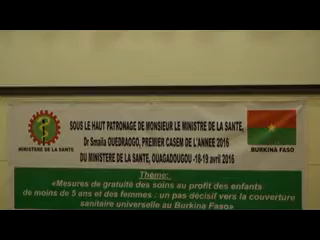 SOUS LE HAUT PATRONAGE DE MONSIEUR LE MINISTRE DE LA SANTE,
Dr Smaïla OUEDRAOGO, PREMIER CASEM DE L'ANNEE 2016
DU MINISTERE DE LA SANTE, OUAGADOUGOU -18-19 avril 2016
MINISTERE DE LA SANTE
BURKINA FASO
Thème:
«Mesures de gratuité des soins au profit des enfants
de moins de 5 ans et des femmes : un pas décisif vers la couverture
sanitaire universelle au Burkina Faso»